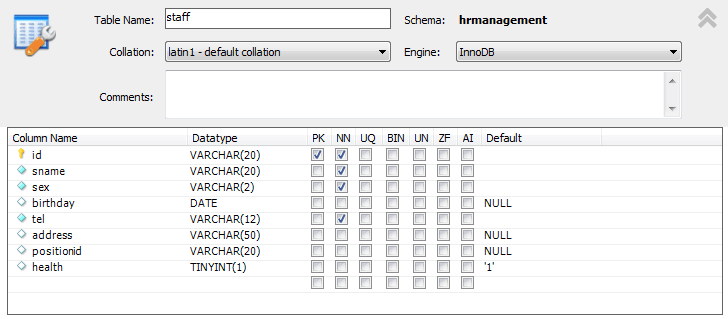 Table Name: staff Schema: hrmanagement
Collation: latin1 - default collation Engine: InnoDB
Comments:
Column Name Datatype PK NN UQ BIN UN ZF AI Default
id VARCHAR(20)
sname VARCHAR(20)
sex VARCHAR(2)
birthday DATE NULL
tel VARCHAR(12)
address VARCHAR(50) NULL
positionid VARCHAR(20) NULL
health TINYINT(1) '1'